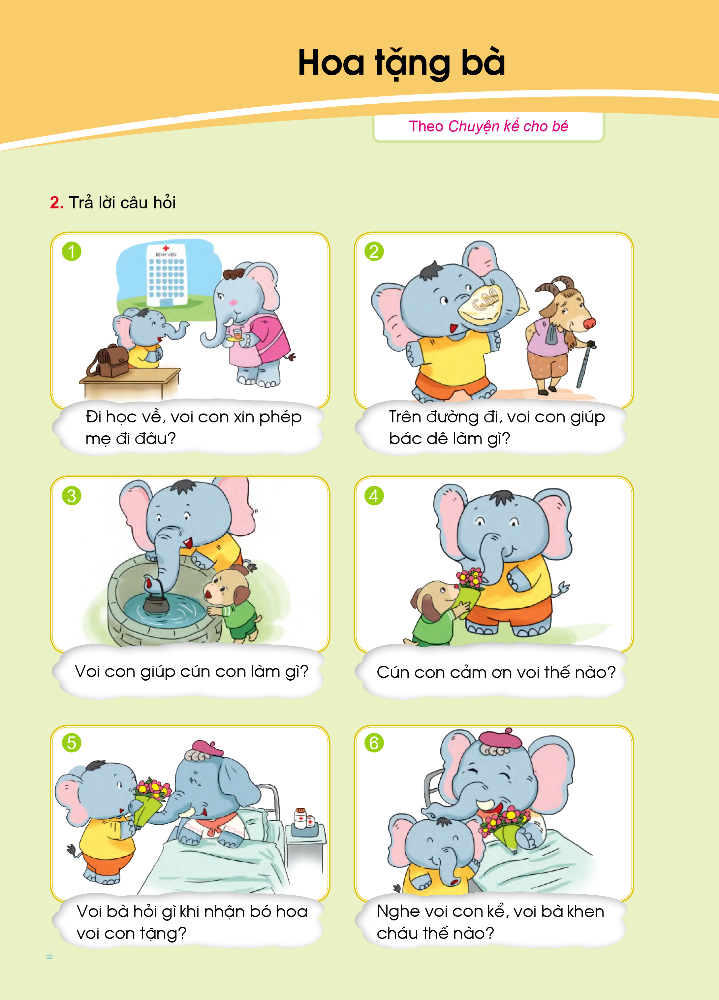 Hoa tặng bà
Theo Chuyện kể cho bé
2. Trả lời câu hỏi
1
BỆNH VIỆN
Đi học về, voi con xin phép
mẹ đi đâu?
2
GẠO
Trên đường đi, voi con giúp
bác dê làm gì?
3
Voi con giúp cún con làm gì?
4
Cún con cảm ơn voi thế nào?
5
Voi bà hỏi gì khi nhận bó hoa
voi con tặng?
6
Nghe voi con kể, voi bà khen
cháu thế nào?